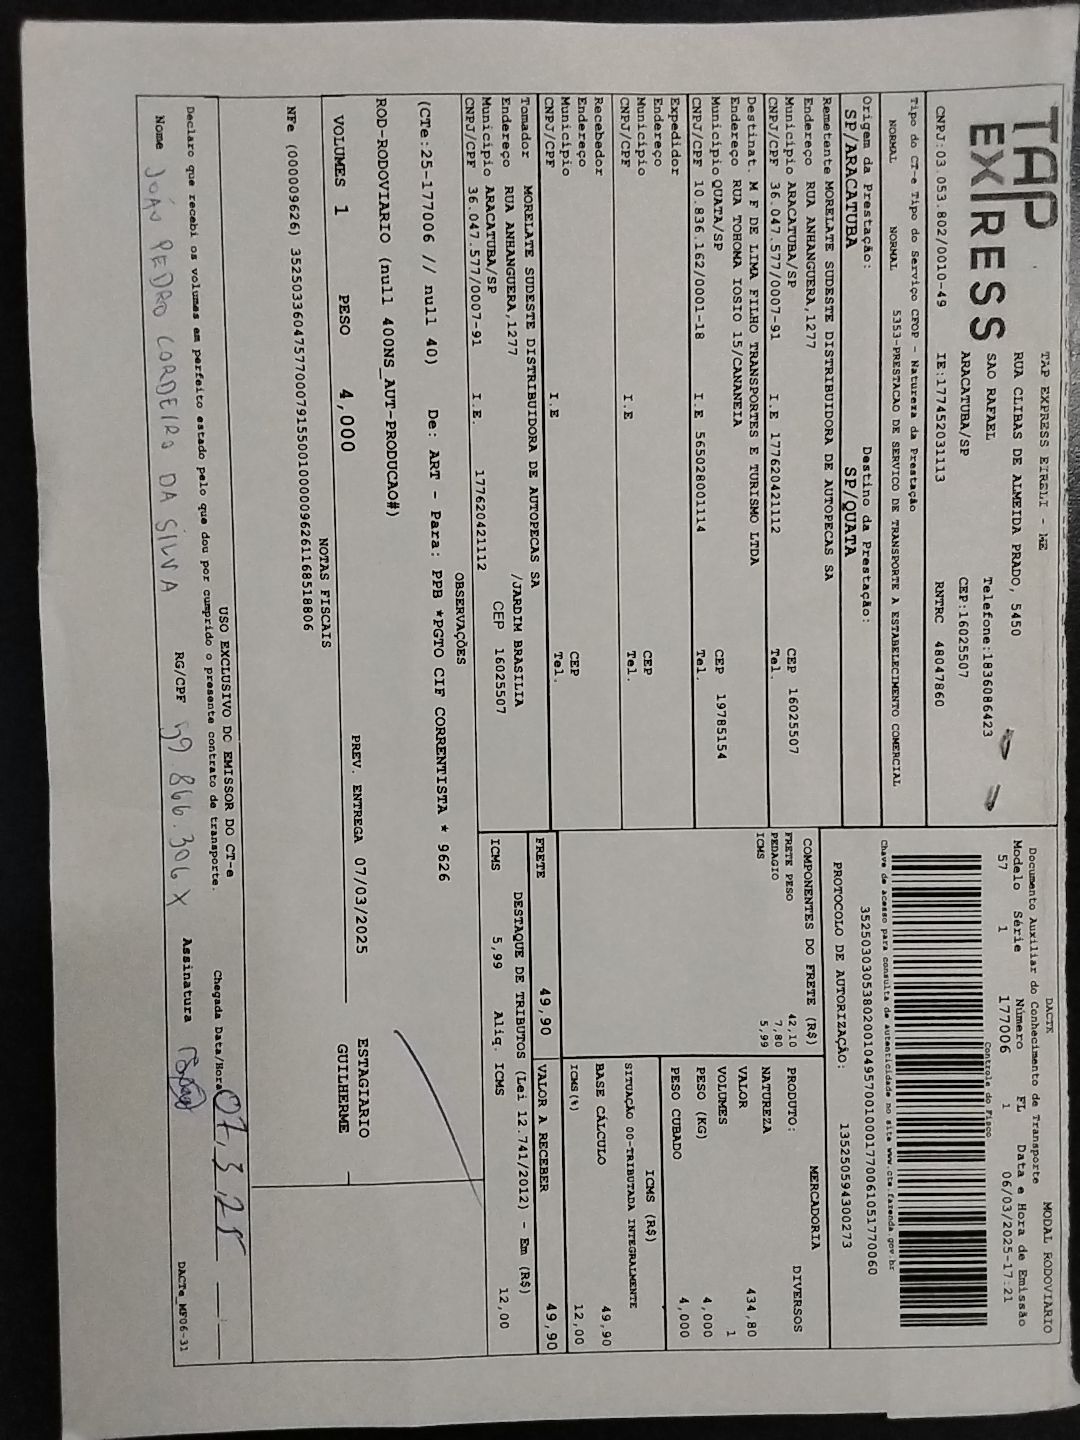 TAP EXPRESS
TAP EXPRESS EIRELI - ME
RUA CLIBAS DE ALMEIDA PRADO, 5450
SAO RAFAEL Telefone:1836086423
ARACATUBA/SP CEP:16025507
CNPJ:03.053.802/0010-49 IE:177452031113 RNTRC 48047860
Tipo do CT-e Tipo do Serviço CFOP - Natureza da Prestação
NORMAL NORMAL 5353-PRESTACAO DE SERVICO DE TRANSPORTE A ESTABELECIMENTO COMERCIAL
Origem da Prestação: Destino da Prestação:
SP/ARACATUBA SP/QUATA
Remetente MORELATE SUDESTE DISTRIBUIDORA DE AUTOPECAS SA
Endereço RUA ANHANGUERA,1277
Município ARACATUBA/SP CEP 16025507
CNPJ/CPF 36.047.577/0007-91 I.E 177620421112 Tel.
Destinat. M F DE LIMA FILHO TRANSPORTES E TURISMO LTDA
Endereço RUA TOHOMA IOSIO 15/CANANEIA
Município QUATA/SP CEP 19785154
CNPJ/CPF 10.836.162/0001-18 I.E 565028001114 Tel.
Expedidor
Endereço
Município CEP
CNPJ/CPF I.E Tel.
Recebedor
Endereço
Município CEP
CNPJ/CPF I.E Tel.
Tomador MORELATE SUDESTE DISTRIBUIDORA DE AUTOPECAS SA
Endereço RUA ANHANGUERA,1277 /JARDIM BRASILIA
Município ARACATUBA/SP CEP 16025507
CNPJ/CPF 36.047.577/0007-91 I.E. 177620421112
DACTE MODAL RODOVIÁRIO
Documento Auxiliar do Conhecimento de Transporte
Modelo Série Número FL Data e Hora de Emissão
57 1 177006 1 06/03/2025-17:21
Controle do Fisco
Chave de acesso para consulta de autenticidade no site www.cte.fazenda.gov.br
35250303053802001049570010001770061051770060
PROTOCOLO DE AUTORIZAÇÃO: 135250594300273
COMPONENTES DO FRETE (R$)
FRETE PESO 42,10
PEDAGIO 7,80
ICMS 5,99
MERCADORIA
PRODUTO: DIVERSOS
NATUREZA
VALOR 434,80
VOLUMES 1
PESO (KG) 4,000
PESO CUBADO 4,000
ICMS (R$)
SITUAÇÃO 00-TRIBUTADA INTEGRALMENTE
BASE CÁLCULO 49,90
ICMS(%) 12,00
FRETE 49,90 VALOR A RECEBER 49,90
DESTAQUE DE TRIBUTOS (Lei 12.741/2012) - Em (R$)
ICMS 5,99 Aliq. ICMS 12,00
OBSERVAÇÕES
(CTe:25-177006 // null 40) De: ART - Para: PPB *PGTO CIF CORRENTISTA * 9626
ROD-RODOVIARIO (null 400NS_AUT-PRODUCAO#)
VOLUMES 1 PESO 4,000 PREV. ENTREGA 07/03/2025
ESTAGIARIO
GUILHERME
NOTAS FISCAIS
NFe (000009626) 35250336047577000791550010000096261168518806
USO EXCLUSIVO DO EMISSOR DO CT-e
Declaro que recebi os volumes em perfeito estado pelo que dou por cumprido o presente contrato de transporte.
Chegada Data/Hora 07, 3, 25
Nome JOÁN PEDRO CORDEIRO DA SILVA RG/CPF 59.866.306 X Assinatura
DACTe_MF06-31